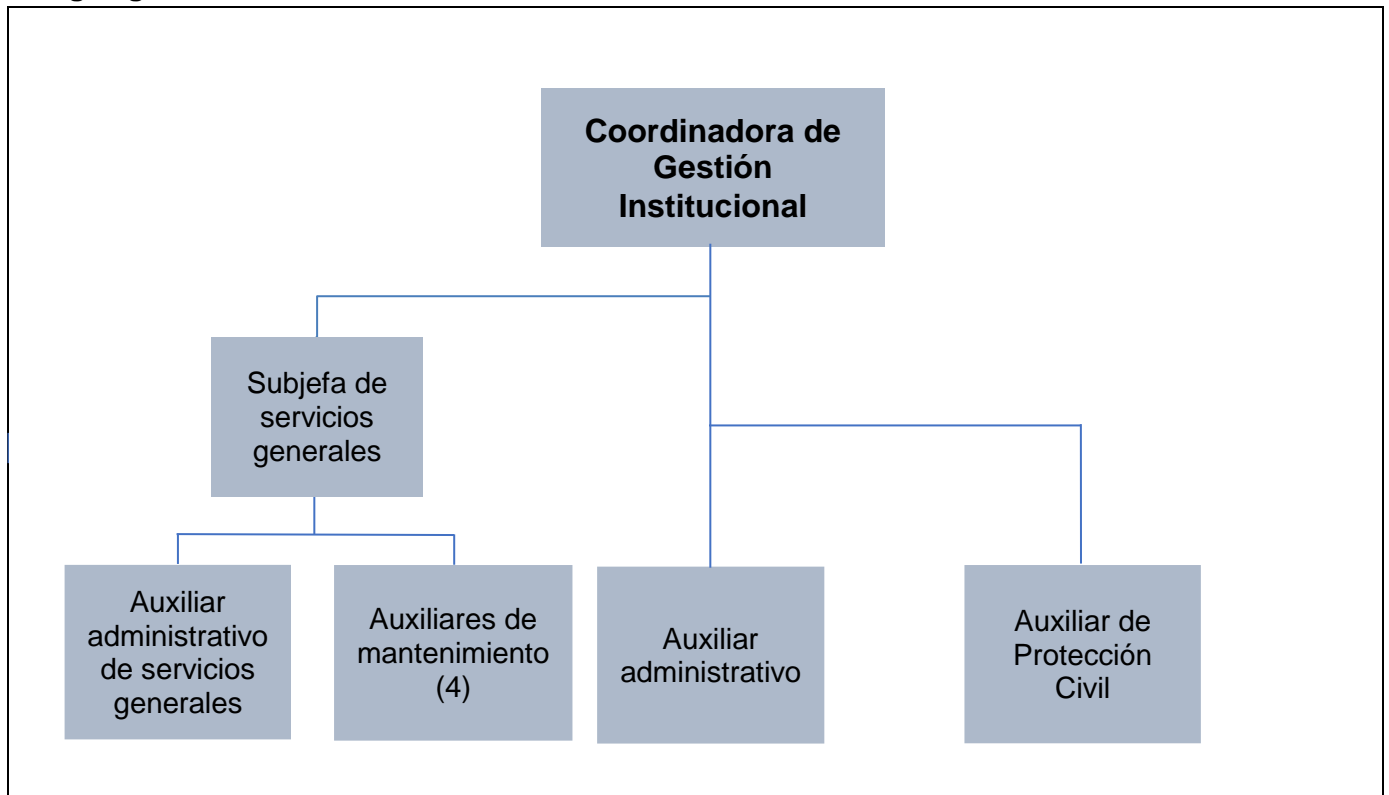 Coordinadora de
Gestión
Institucional
Subjefa de
servicios
generales
Auxiliar
administrativo
de servicios
generales
Auxiliares de
mantenimiento
(4)
Auxiliar
administrativo
Auxiliar de
Protección
Civil